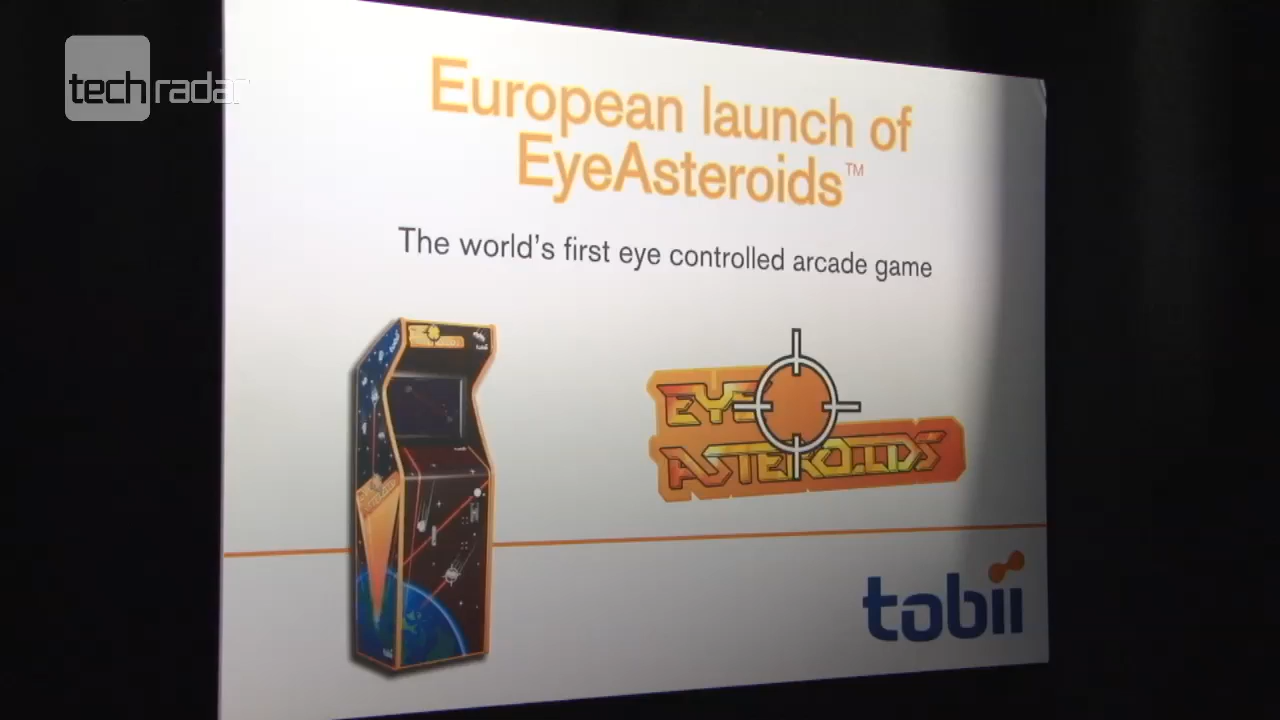 techradar
European launch of
EyeAsteroids™
The world's first eye controlled arcade game
EYE
ASTEROIDS
tobii